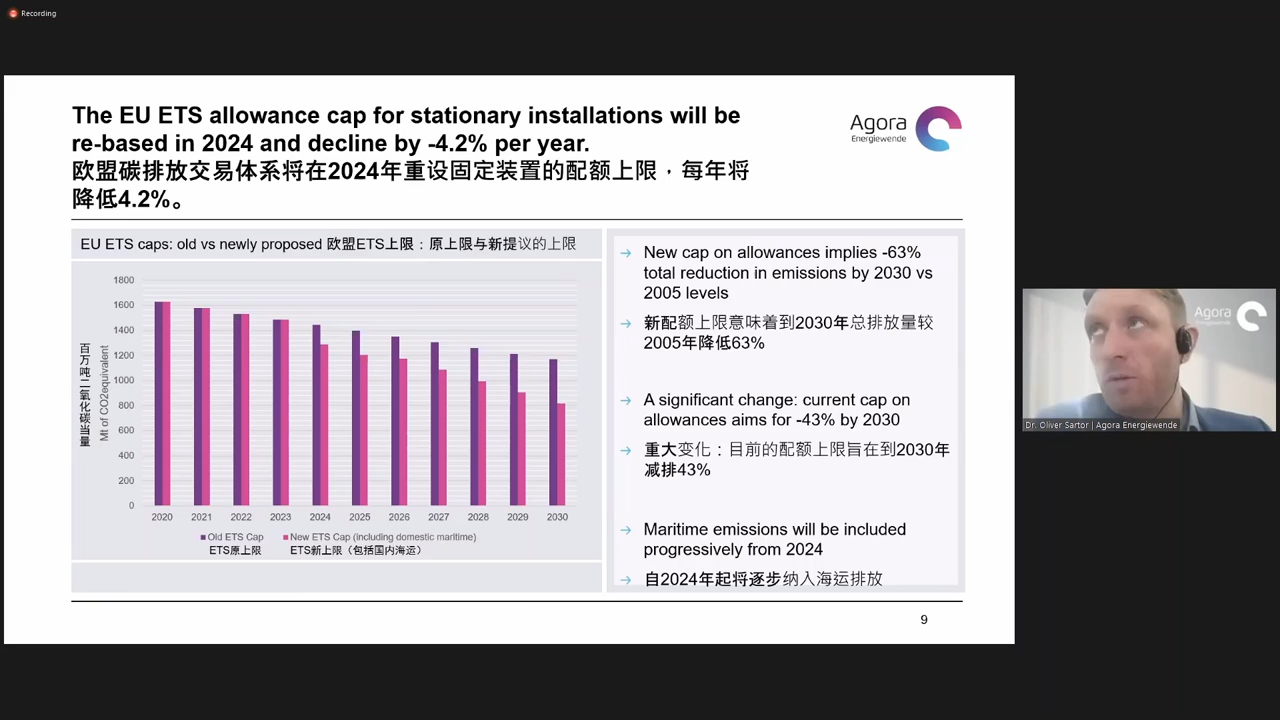 Recording
The EU ETS allowance cap for stationary installations will be
re-based in 2024 and decline by -4.2% per year.
欧盟碳排放交易体系将在2024年重设固定装置的配额上限，每年将
降低4.2%。
Agora
Energiewende
EU ETS caps: old vs newly proposed 欧盟ETS上限：原上限与新提议的上限
百万吨二氧化碳当量
Mt of CO2equivalent
1800
1600
1400
1200
1000
800
600
400
200
0
2020 2021 2022 2023 2024 2025 2026 2027 2028 2029 2030
Old ETS Cap New ETS Cap (including domestic maritime)
ETS原上限 ETS新上限（包括国内海运）
→ New cap on allowances implies -63%
total reduction in emissions by 2030 vs
2005 levels
→ 新配额上限意味着到2030年总排放量较
2005年降低63%
→ A significant change: current cap on
allowances aims for -43% by 2030
→ 重大变化：目前的配额上限旨在到2030年
减排43%
→ Maritime emissions will be included
progressively from 2024
→ 自2024年起将逐步纳入海运排放
9
Agora
Energiewende
Dr. Oliver Sartor | Agora Energiewende